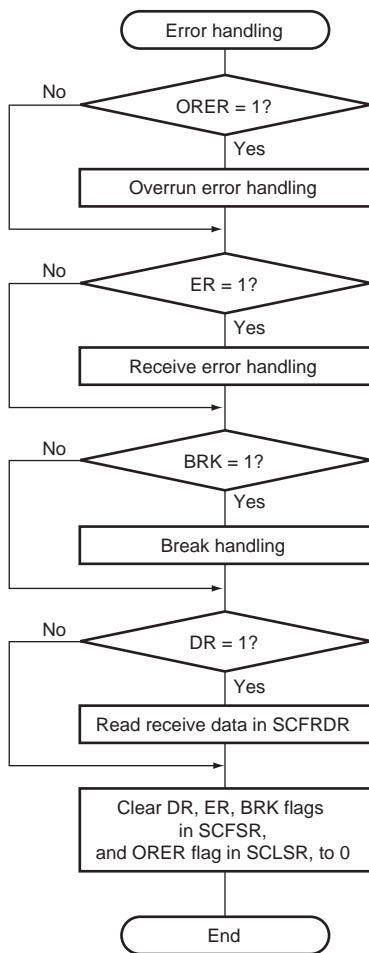 Error handling
No
ORER = 1?
Yes
Overrun error handling
No
ER = 1?
Yes
Receive error handling
No
BRK = 1?
Yes
Break handling
No
DR = 1?
Yes
Read receive data in SCFRDR
Clear DR, ER, BRK flags
in SCFSR,
and ORER flag in SCLSR, to 0
End